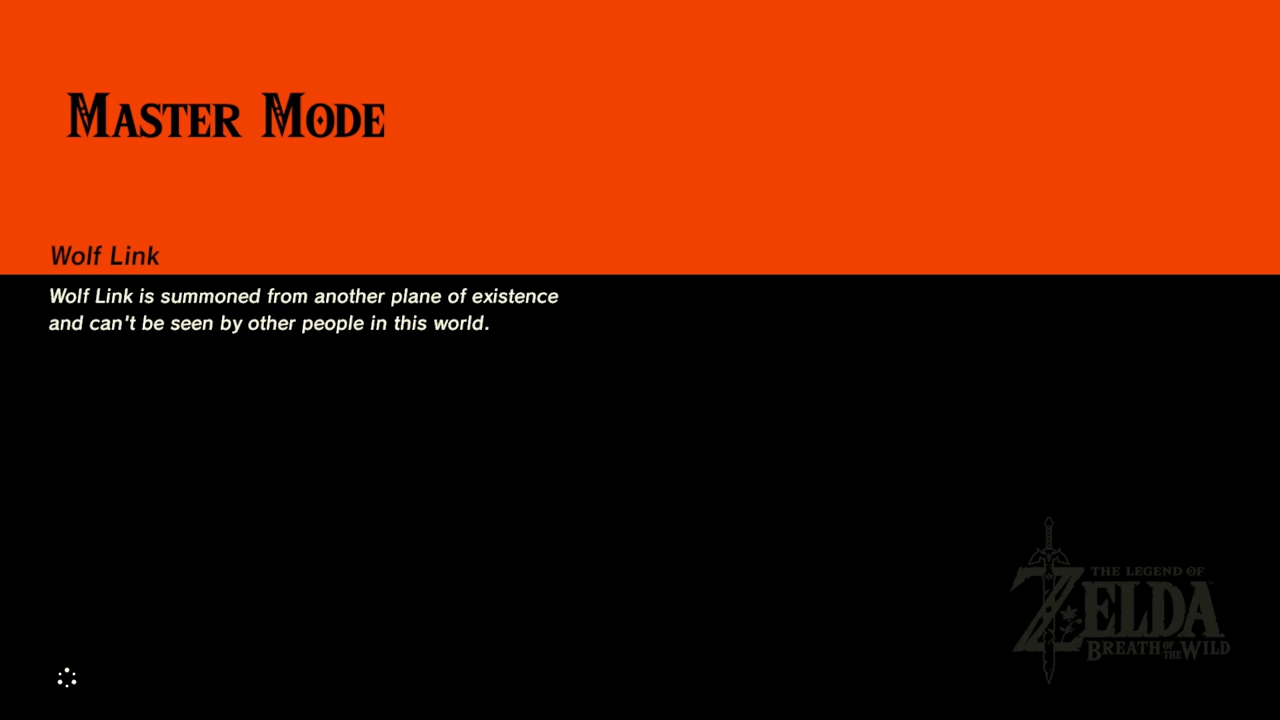 Master Mode
Wolf Link
Wolf Link is summoned from another plane of existence
and can't be seen by other people in this world.
THE LEGEND OF
ZELDA
BREATH OF THE WILD